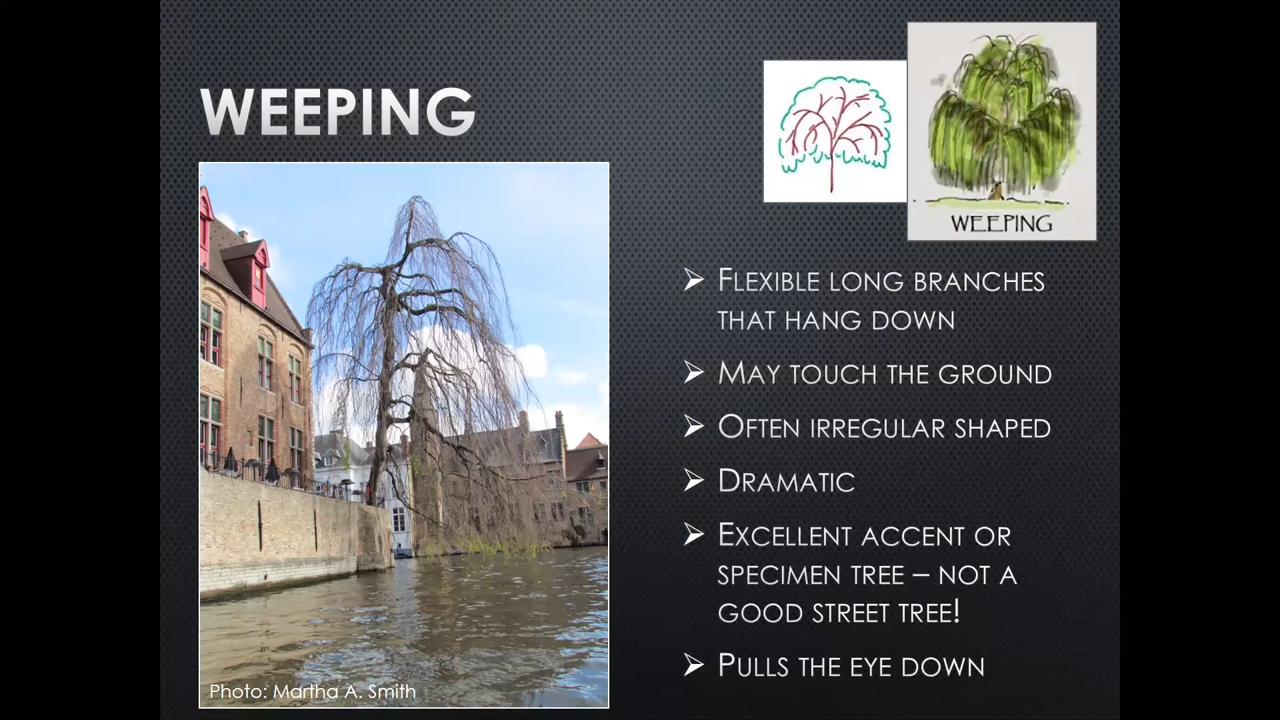 WEEPING
WEEPING
➢ FLEXIBLE LONG BRANCHES
THAT HANG DOWN
➢ MAY TOUCH THE GROUND
➢ OFTEN IRREGULAR SHAPED
➢ DRAMATIC
➢ EXCELLENT ACCENT OR
SPECIMEN TREE – NOT A
GOOD STREET TREE!
➢ PULLS THE EYE DOWN
Photo: Martha A. Smith